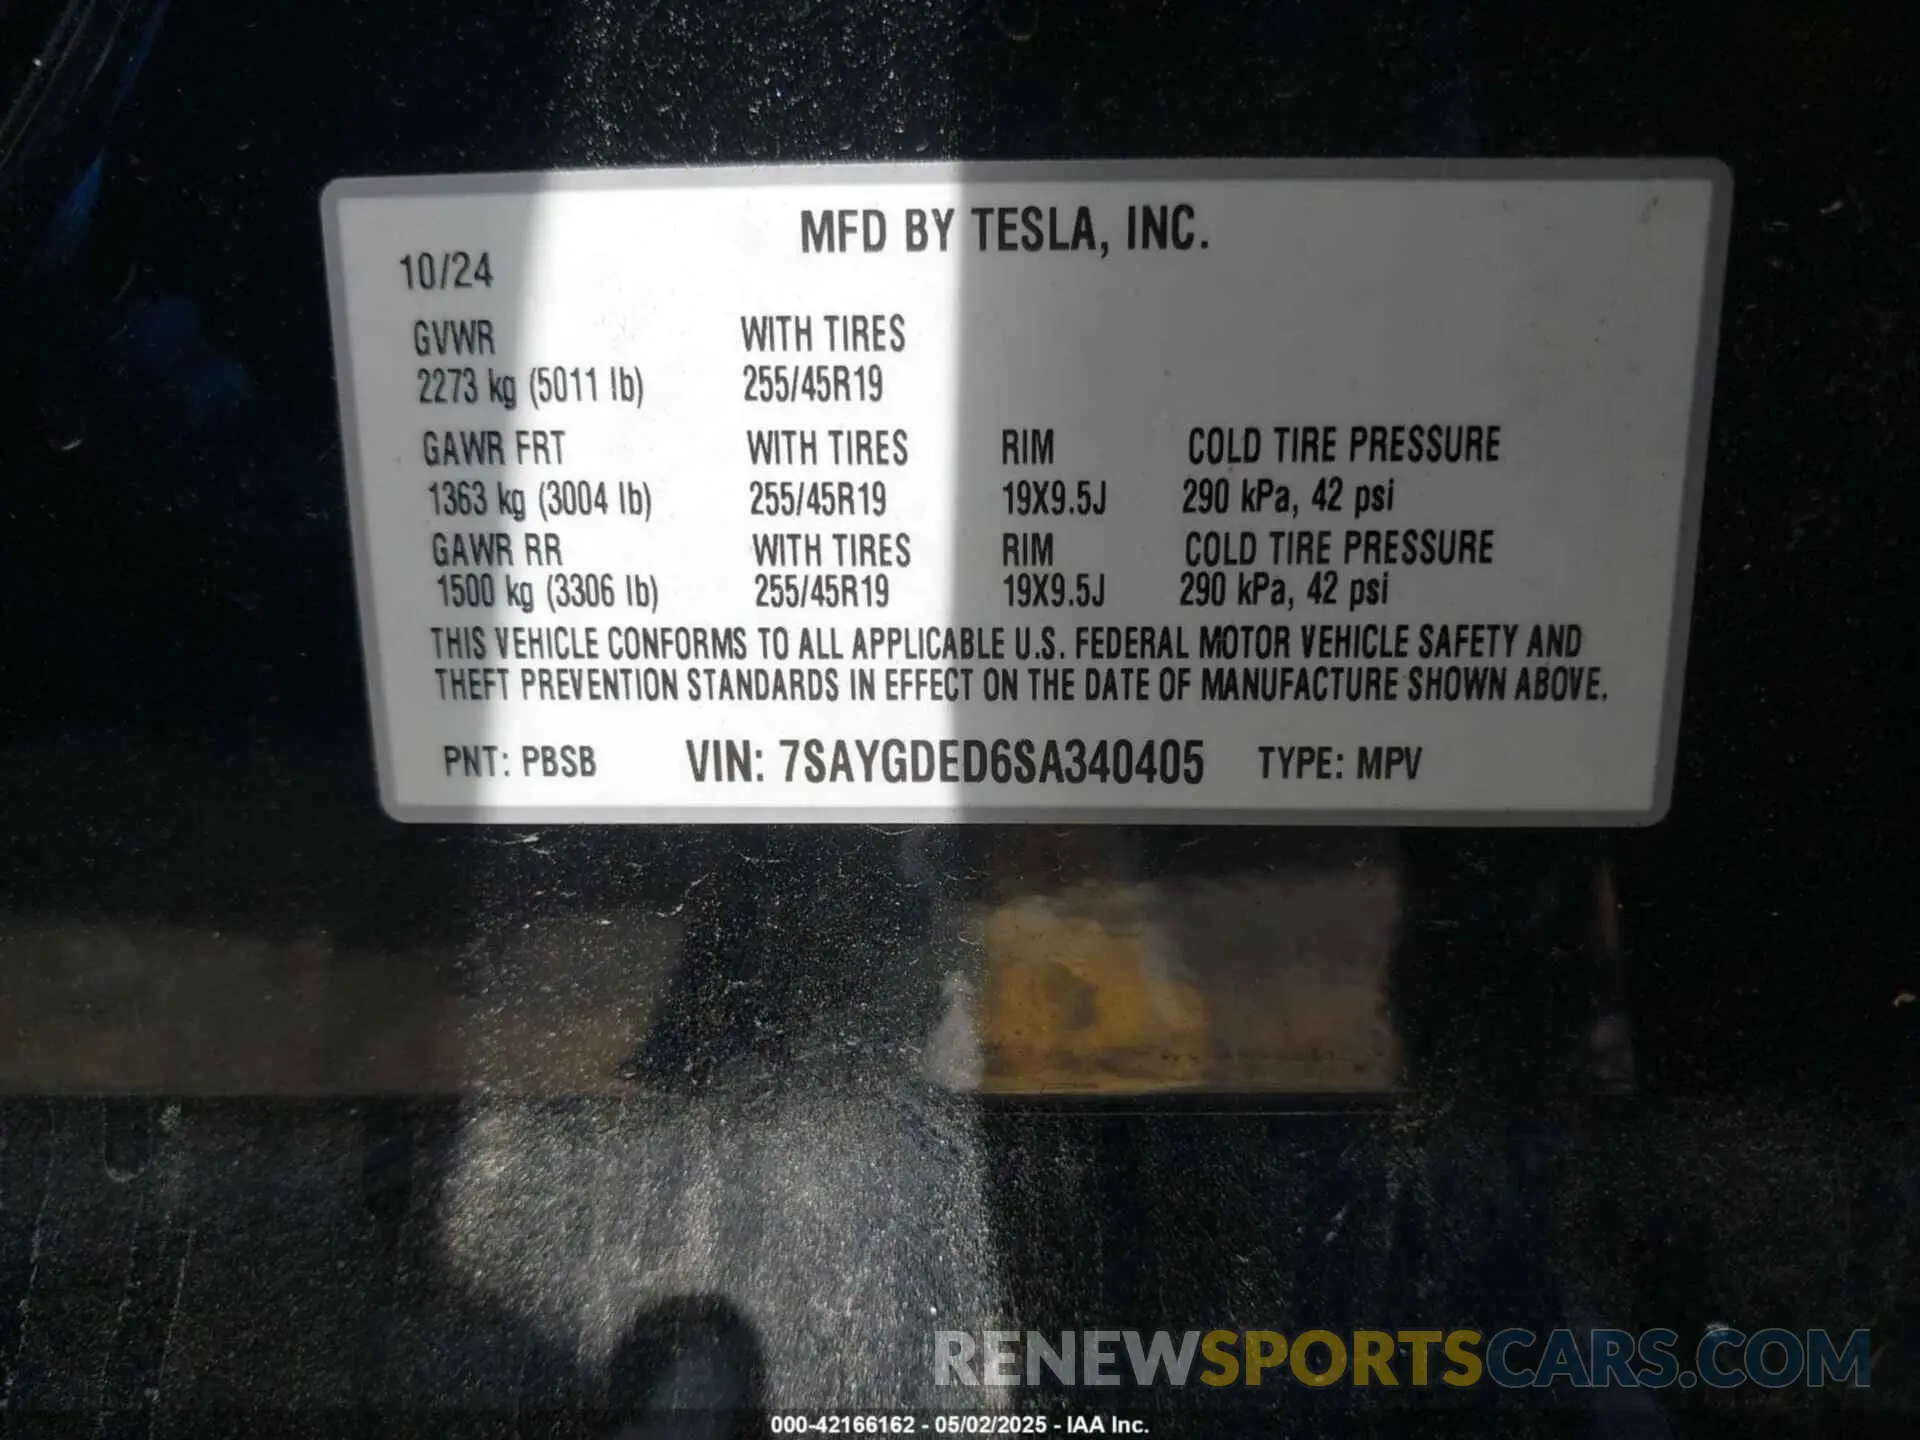 MFD BY TESLA, INC.
10/24
GVWR WITH TIRES
2273 kg (5011 lb) 255/45R19
GAWR FRT WITH TIRES RIM COLD TIRE PRESSURE
1363 kg (3004 lb) 255/45R19 19X9.5J 290 kPa, 42 psi
GAWR RR WITH TIRES RIM COLD TIRE PRESSURE
1500 kg (3306 lb) 255/45R19 19X9.5J 290 kPa, 42 psi
THIS VEHICLE CONFORMS TO ALL APPLICABLE U.S. FEDERAL MOTOR VEHICLE SAFETY AND
THEFT PREVENTION STANDARDS IN EFFECT ON THE DATE OF MANUFACTURE SHOWN ABOVE.
PNT: PBSB VIN: 7SAYGDED6SA340405 TYPE: MPV
RENEWSPORTSCARS.COM
000-42166162 - 05/02/2025 - IAA Inc.